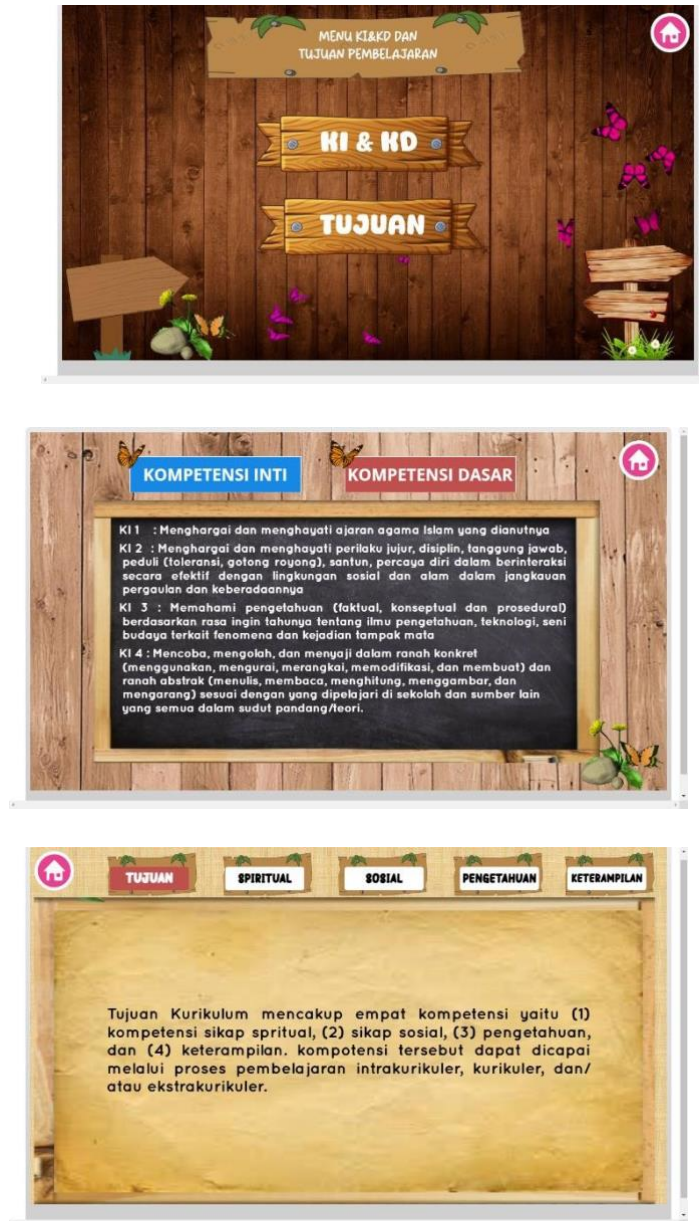 MENU KI&KD DAN
TUJUAN PEMBELAJARAN
KI & KD
TUJUAN
KOMPETENSI INTI
KOMPETENSI DASAR
KI 1 : Menghargai dan menghayati ajaran agama Islam yang dianutnya
KI 2 : Menghargai dan menghayati perilaku jujur, disiplin, tanggung jawab,
peduli (toleransi, gotong royong), santun, percaya diri dalam berinteraksi
secara efektif dengan lingkungan sosial dan alam dalam jangkauan
pergaulan dan keberadaannya
KI 3 : Memahami pengetahuan (faktual, konseptual dan prosedural)
berdasarkan rasa ingin tahunya tentang ilmu pengetahuan, teknologi, seni
budaya terkait fenomena dan kejadian tampak mata
KI 4 : Mencoba, mengolah, dan menyaji dalam ranah konkret
(menggunakan, mengurai, merangkai, memodifikasi, dan membuat) dan
ranah abstrak (menulis, membaca, menghitung, menggambar, dan
mengarang) sesuai dengan yang dipelajari di sekolah dan sumber lain
yang semua dalam sudut pandang/teori.
TUJUAN
SPIRITUAL
SOSIAL
PENGETAHUAN
KETERAMPILAN
Tujuan Kurikulum mencakup empat kompetensi yaitu (1)
kompetensi sikap spritual, (2) sikap sosial, (3) pengetahuan,
dan (4) keterampilan. kompotensi tersebut dapat dicapai
melalui proses pembelajaran intrakurikuler, kurikuler, dan/
atau ekstrakurikuler.